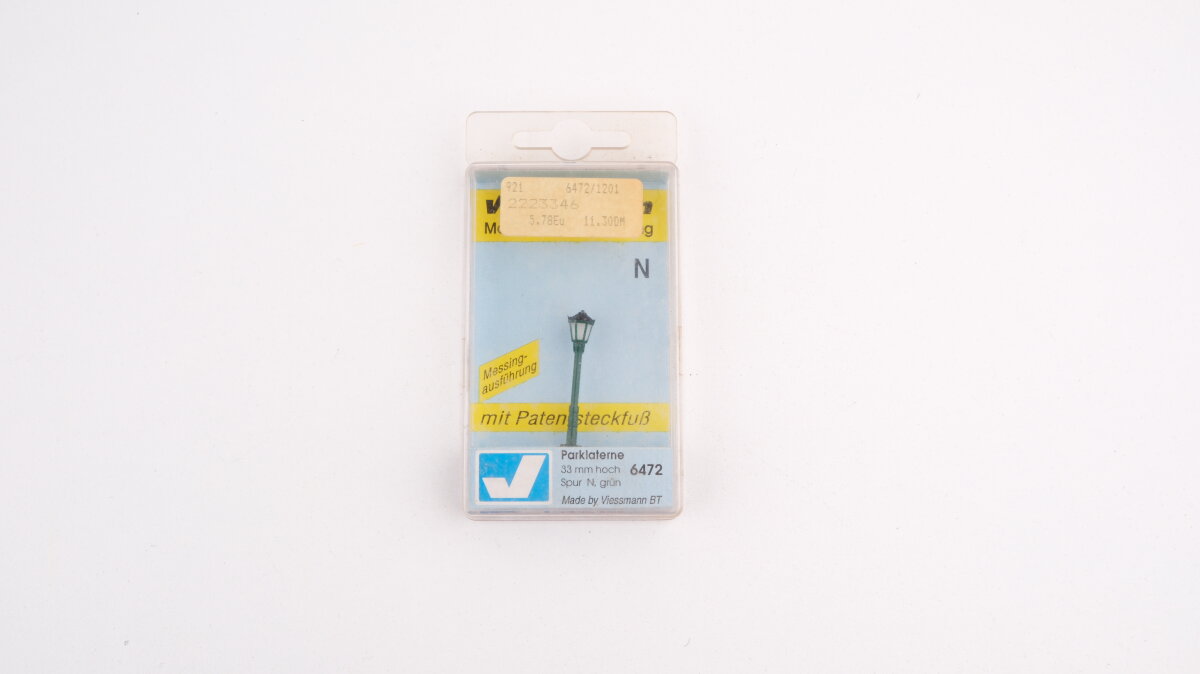 921 6472/1201
2223346
5.78Eu 11.30DM
N
Messing-
ausführung
mit Patentsteckfuß
Parklaterne
33 mm hoch 6472
Spur N, grün
Made by Viessmann BT